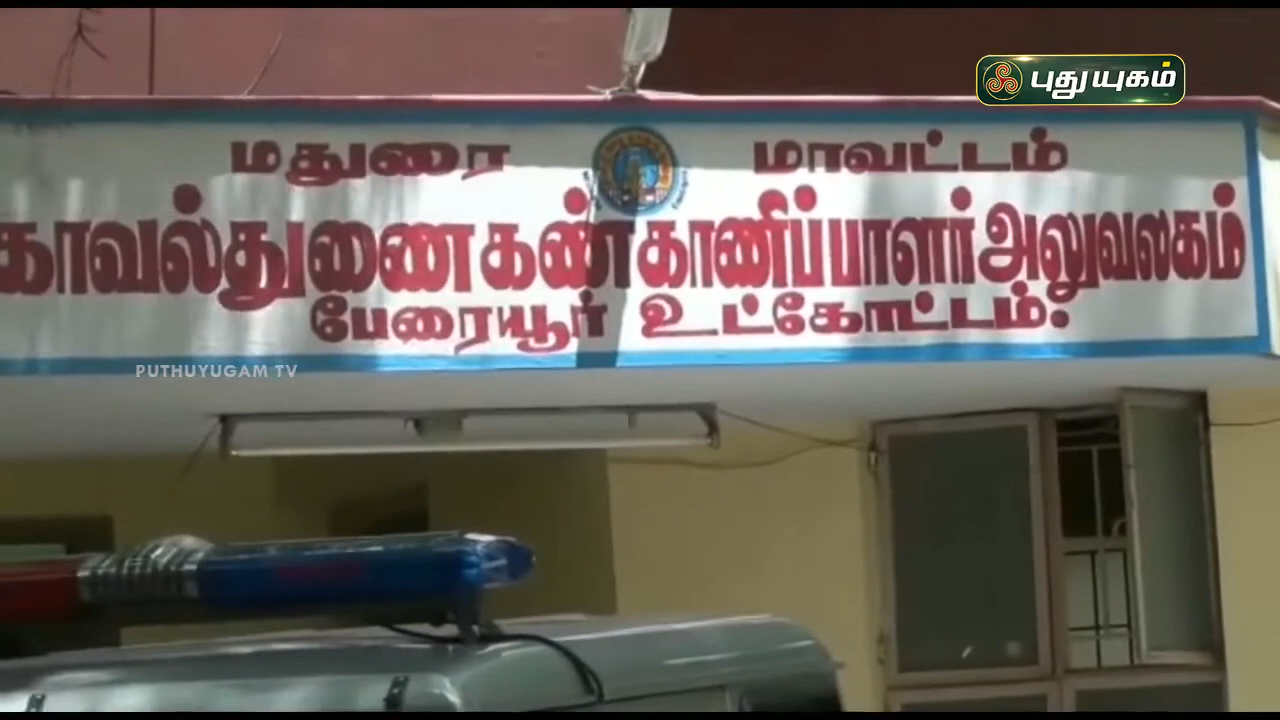 புதுயுகம்
மதுரை மாவட்டம்
காவல்துணைகண்காணிப்பாளர் அலுவலகம்
பேரையூர் உட்கோட்டம்.
PUTHUYUGAM TV